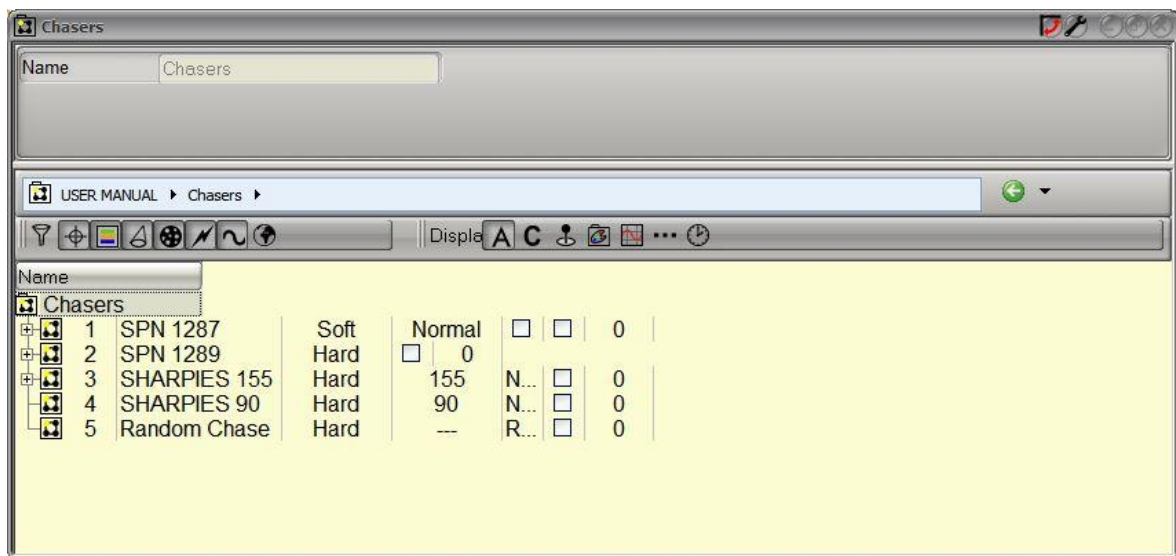 Chasers
Name Chasers
USER MANUAL Chasers
Displa A C
Name
Chasers
1 SPN 1287 Soft Normal 0
2 SPN 1289 Hard 0
3 SHARPIES 155 Hard 155 N... 0
4 SHARPIES 90 Hard 90 N... 0
5 Random Chase Hard --- R... 0